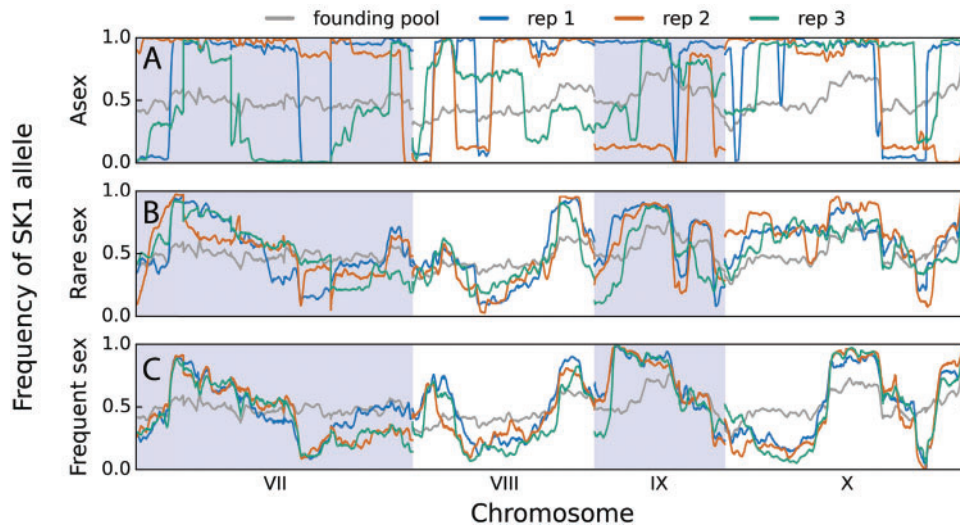 founding pool rep 1 rep 2 rep 3
Frequency of SK1 allele
Asex
1.0
0.5
0.0
A
Rare sex
1.0
0.5
0.0
B
Frequent sex
1.0
0.5
0.0
C
VII VIII IX X
Chromosome